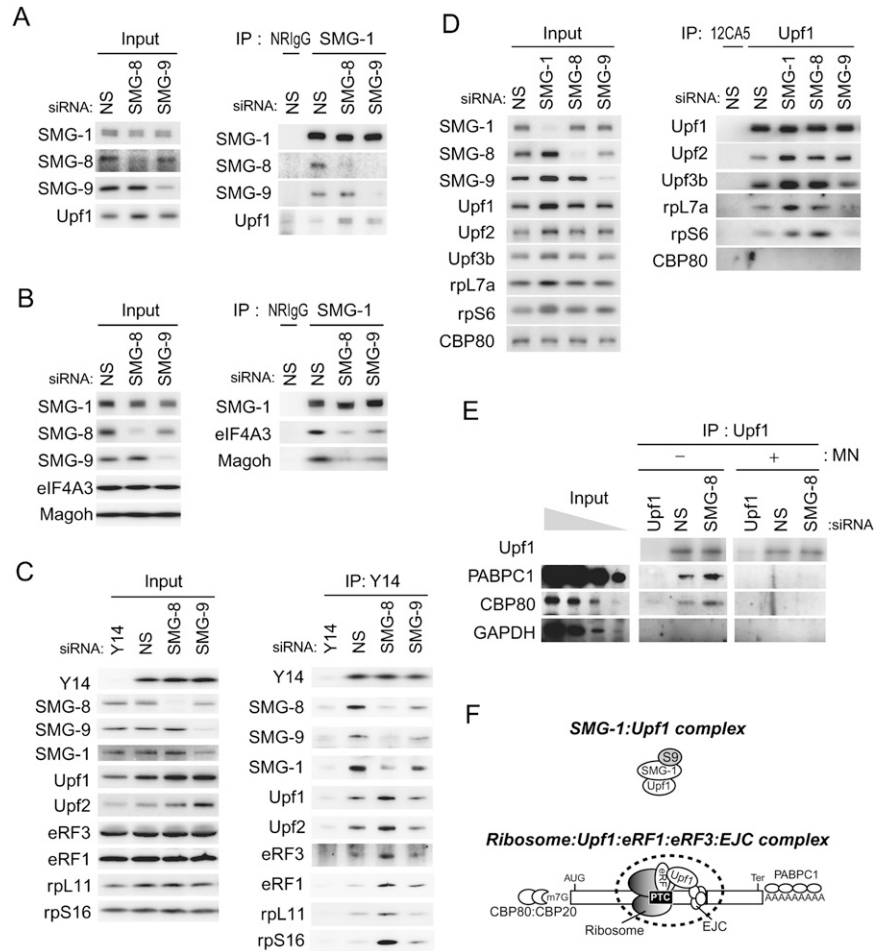 A
Input
IP : NRIgG SMG-1
siRNA: NS SMG-8 SMG-9
siRNA: NS NS SMG-8 SMG-9
SMG-1
SMG-8
SMG-9
Upf1
SMG-1
SMG-8
SMG-9
Upf1
B
Input
IP : NRIgG SMG-1
siRNA: NS SMG-8 SMG-9
siRNA: NS NS SMG-8 SMG-9
SMG-1
SMG-8
SMG-9
eIF4A3
Magoh
SMG-1
eIF4A3
Magoh
C
Input
IP: Y14
siRNA: Y14 NS SMG-8 SMG-9
siRNA: Y14 NS SMG-8 SMG-9
Y14
SMG-8
SMG-9
SMG-1
Upf1
Upf2
eRF3
eRF1
rpL11
rpS16
Y14
SMG-8
SMG-9
SMG-1
Upf1
Upf2
eRF3
eRF1
rpL11
rpS16
D
Input
IP: 12CA5 Upf1
siRNA: NS SMG-1 SMG-8 SMG-9
siRNA: NS NS SMG-1 SMG-8 SMG-9
SMG-1
SMG-8
SMG-9
Upf1
Upf2
Upf3b
rpL7a
rpS6
CBP80
Upf1
Upf2
Upf3b
rpL7a
rpS6
CBP80
E
IP : Upf1
− + : MN
Input
Upf1 NS SMG-8 Upf1 NS SMG-8 :siRNA
Upf1
PABPC1
CBP80
GAPDH
F
SMG-1:Upf1 complex
S9
SMG-1
Upf1
Ribosome:Upf1:eRF1:eRF3:EJC complex
AUG
eRF
Upf1
Ter
PABPC1
m7G
PTC
AAAAAAAAA
CBP80:CBP20
Ribosome
EJC